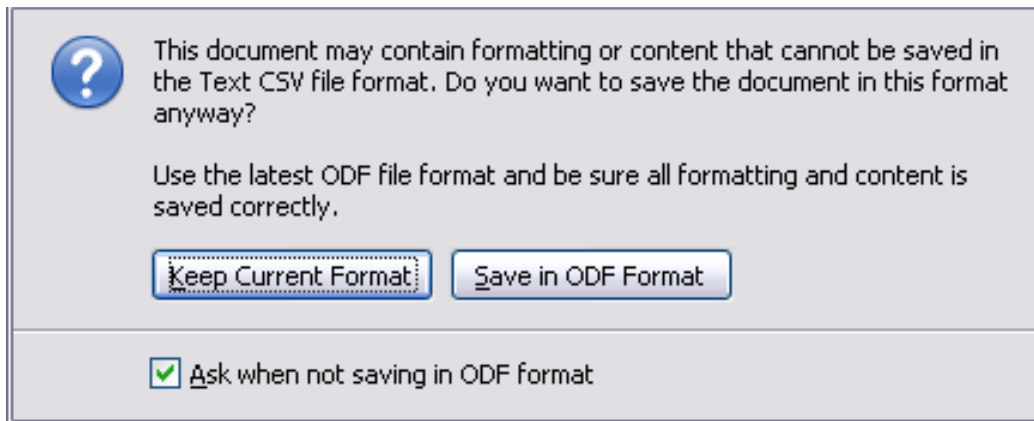 This document may contain formatting or content that cannot be saved in
the Text CSV file format. Do you want to save the document in this format
anyway?
Use the latest ODF file format and be sure all formatting and content is
saved correctly.
Keep Current Format
Save in ODF Format
Ask when not saving in ODF format